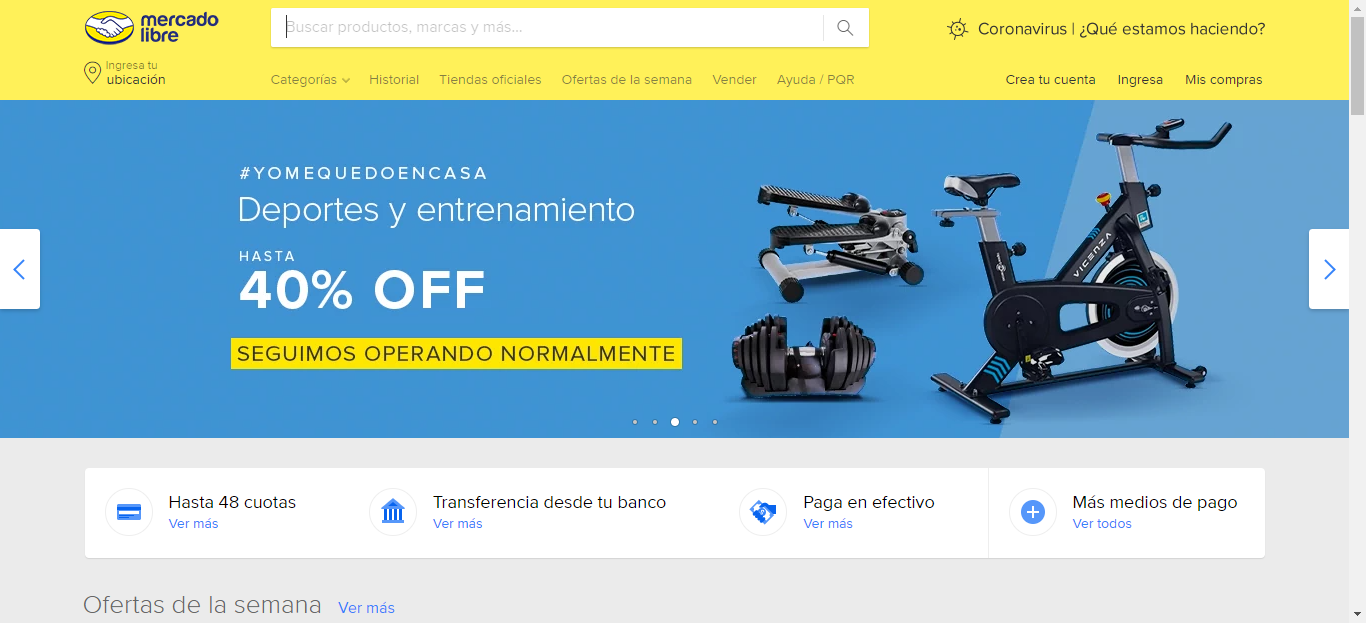 mercado
libre
Buscar productos, marcas y más...
Coronavirus | ¿Qué estamos haciendo?
Ingresa tu
ubicación
Categorías
Historial
Tiendas oficiales
Ofertas de la semana
Vender
Ayuda / PQR
Crea tu cuenta
Ingresa
Mis compras
#YOMEQUEDOENCASA
Deportes y entrenamiento
HASTA
40% OFF
SEGUIMOS OPERANDO NORMALMENTE
VICENZA
Hasta 48 cuotas
Ver más
Transferencia desde tu banco
Ver más
Paga en efectivo
Ver más
Más medios de pago
Ver todos
Ofertas de la semana
Ver más